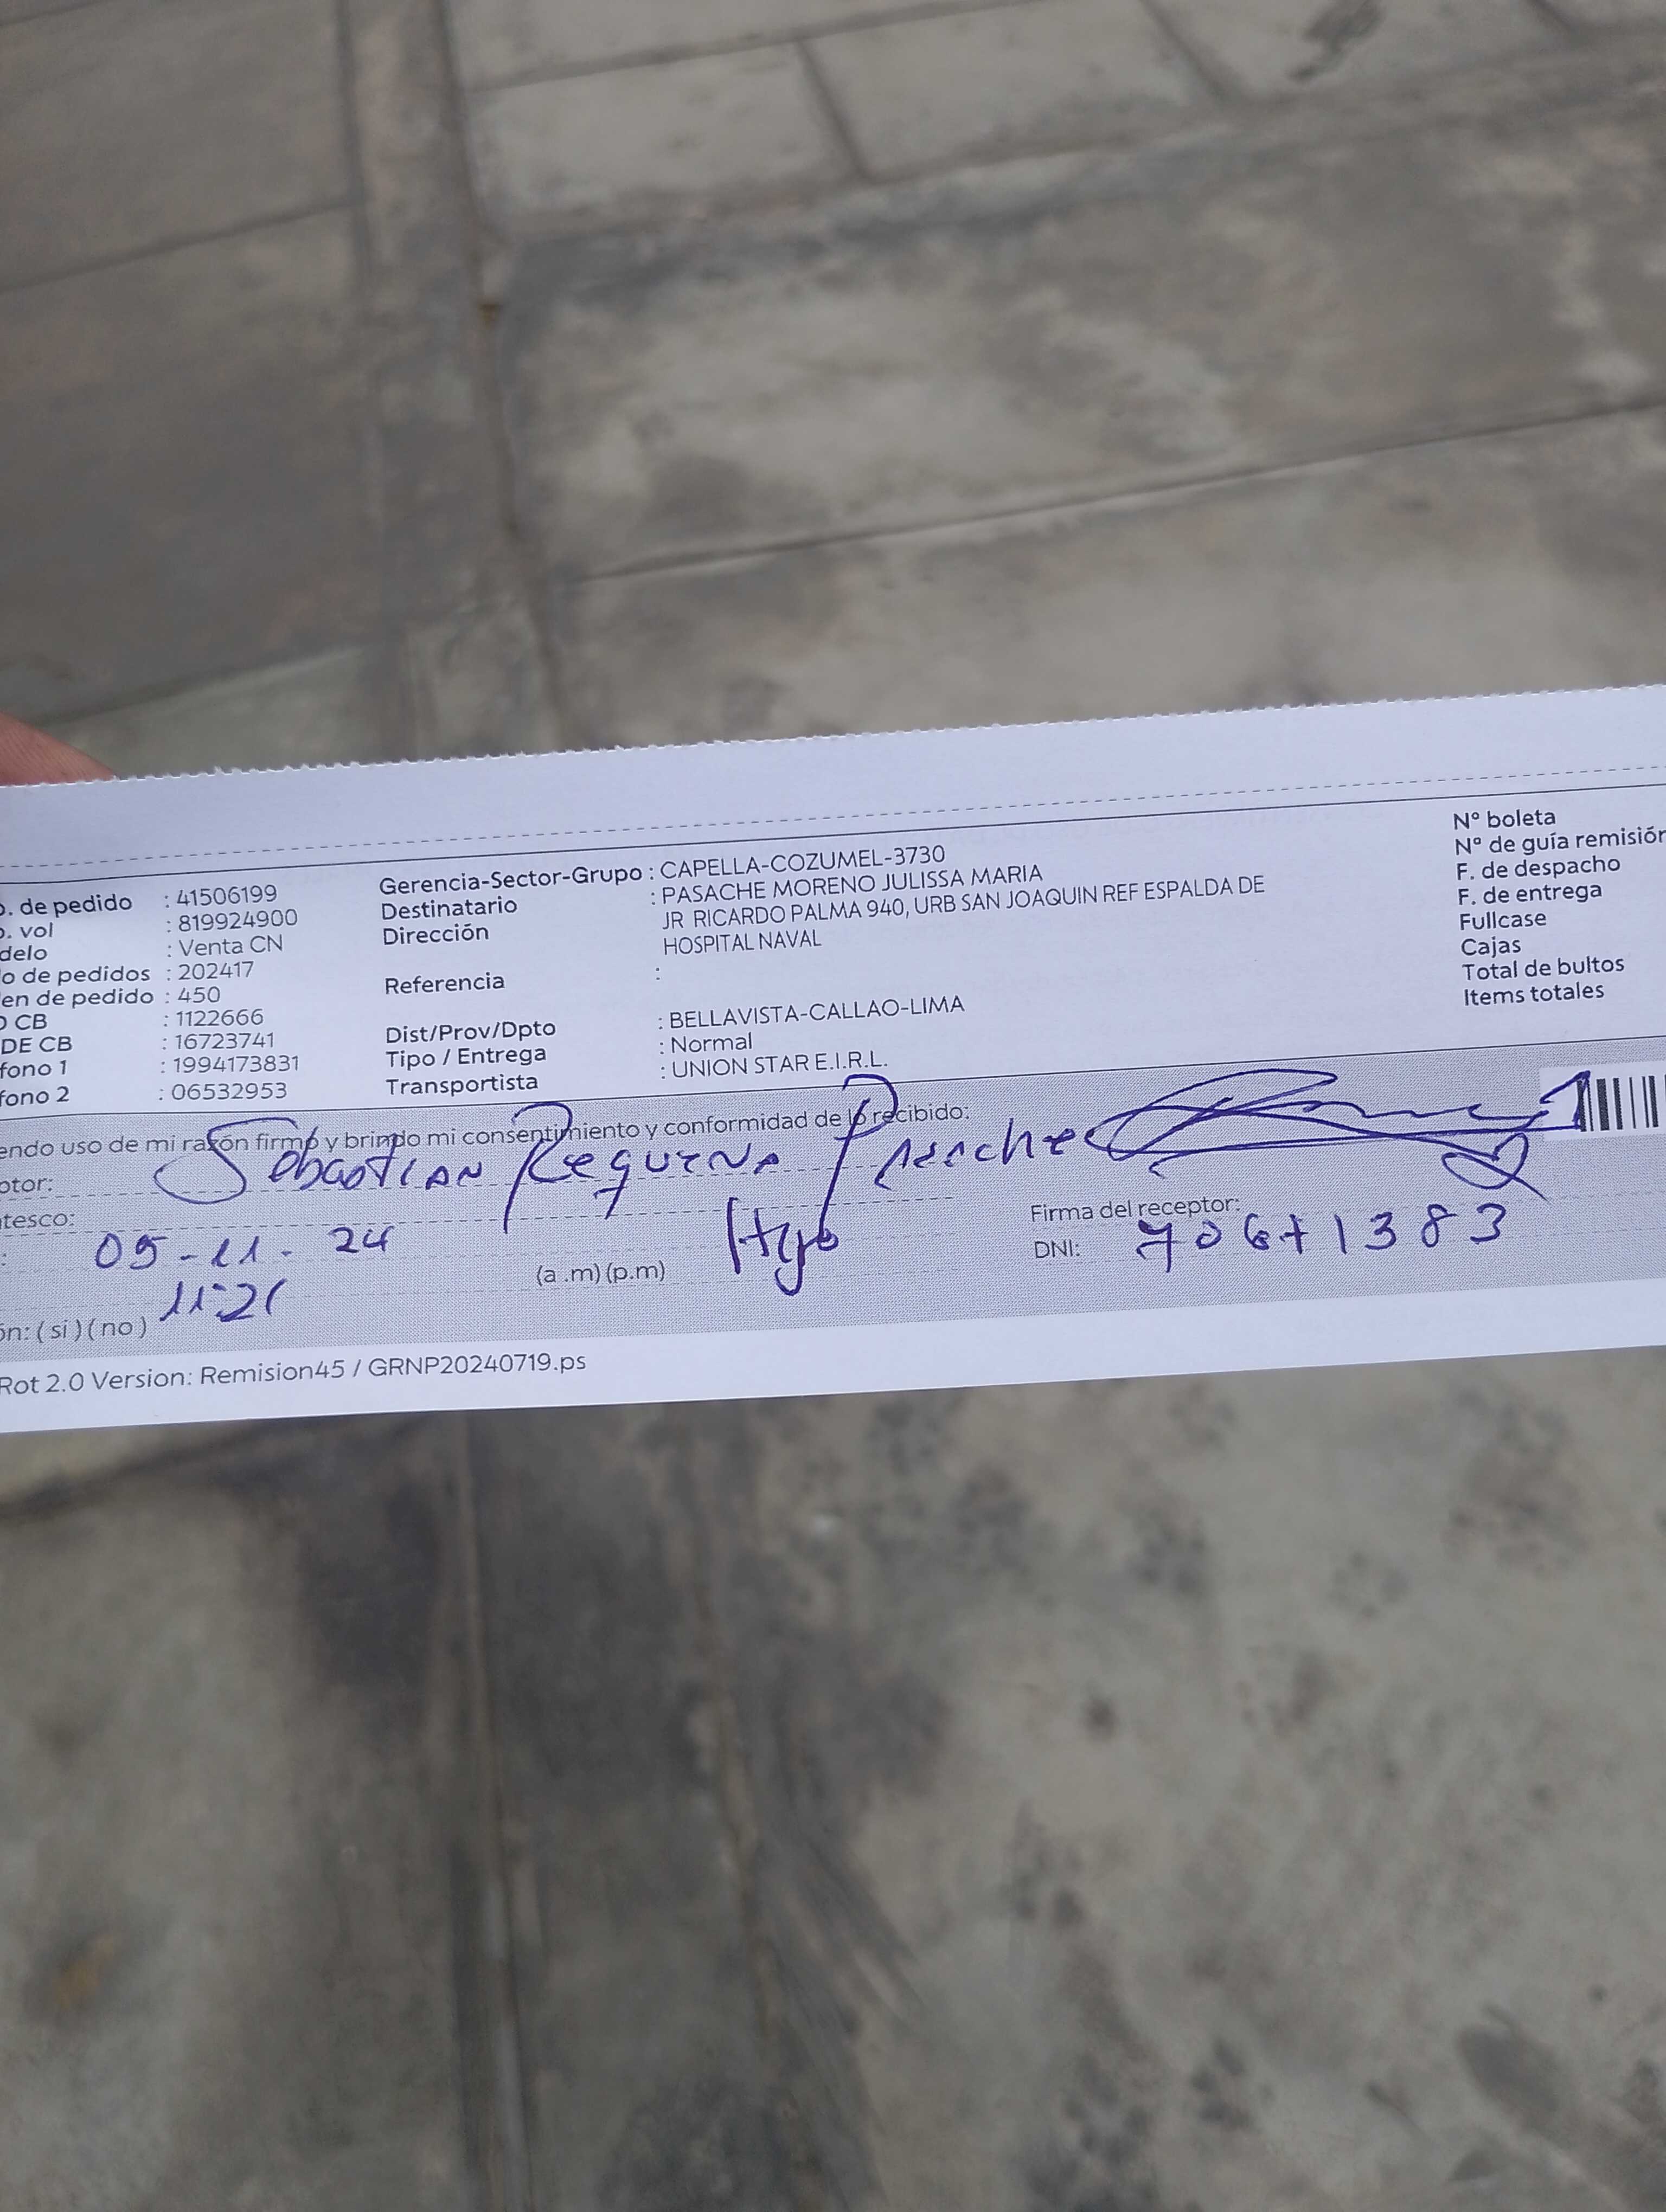 o. de pedido : 41506199
o. vol : 819924900
delo : Venta CN
o de pedidos : 202417
en de pedido : 450
O CB : 1122666
DE CB : 16723741
fono 1 : 1994173831
fono 2 : 06532953
Gerencia-Sector-Grupo : CAPELLA-COZUMEL-3730
Destinatario : PASACHE MORENO JULISSA MARIA
Dirección JR RICARDO PALMA 940, URB SAN JOAQUIN REF ESPALDA DE
HOSPITAL NAVAL
Referencia :
Dist/Prov/Dpto : BELLAVISTA-CALLAO-LIMA
Tipo / Entrega : Normal
Transportista : UNION STAR E.I.R.L.
N° boleta
N° de guía remisión
F. de despacho
F. de entrega
Fullcase
Cajas
Total de bultos
Items totales
endo uso de mi razón firmo y brindo mi consentimiento y conformidad de lo recibido:
ptor: Sebastian Requena Pasache
tesco: Hijo
: 05-11-24
11:21 (a .m) (p.m)
Firma del receptor:
DNI: 70671383
ón: ( si ) ( no )
Rot 2.0 Version: Remision45 / GRNP20240719.ps